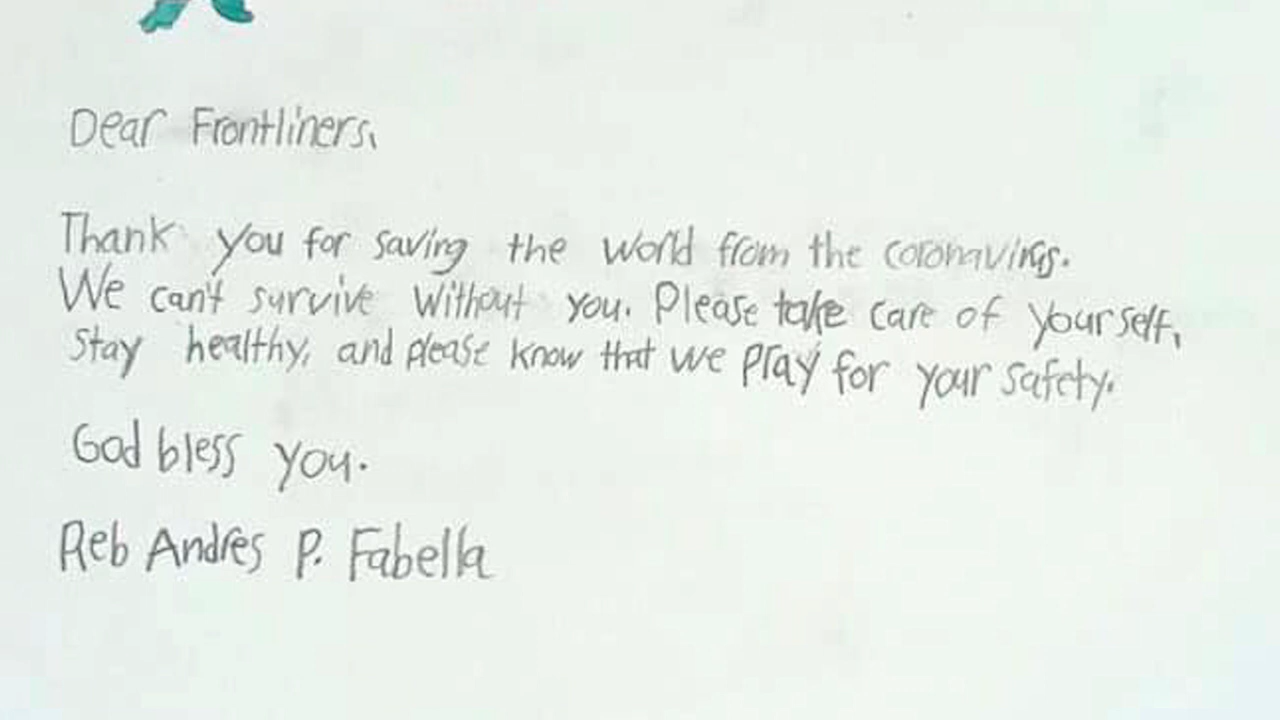 Dear Frontliners,
Thank you for saving the world from the coronavirus.
We can't survive without you. Please take care of yourself,
stay healthy, and please know that we pray for your safety.
God bless you.
Reb Andres P. Fabella